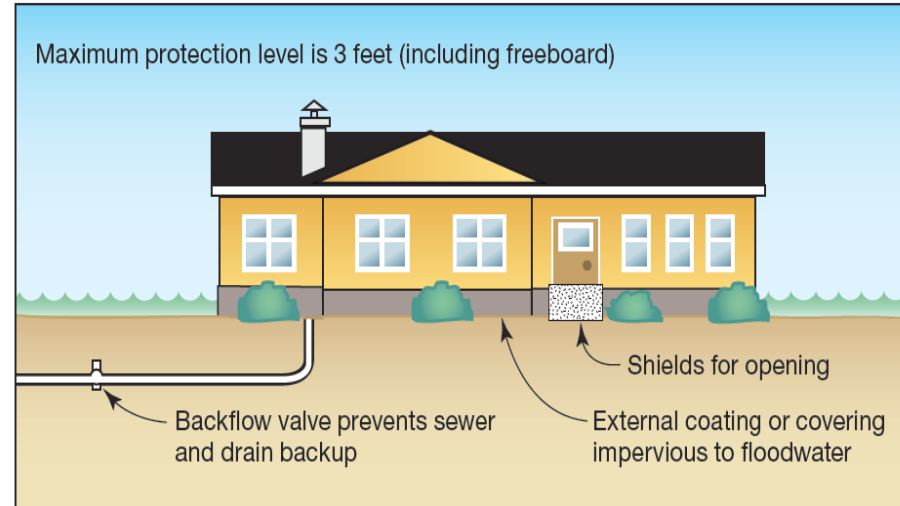 Maximum protection level is 3 feet (including freeboard)
Shields for opening
Backflow valve prevents sewer
and drain backup
External coating or covering
impervious to floodwater